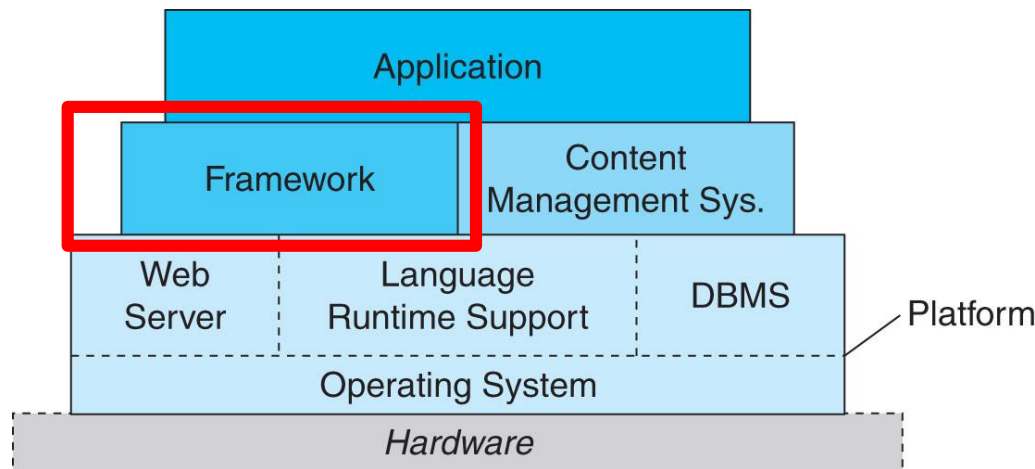 Application
Framework
Content
Management Sys.
Web
Server
Language
Runtime Support
DBMS
Platform
Operating System
Hardware